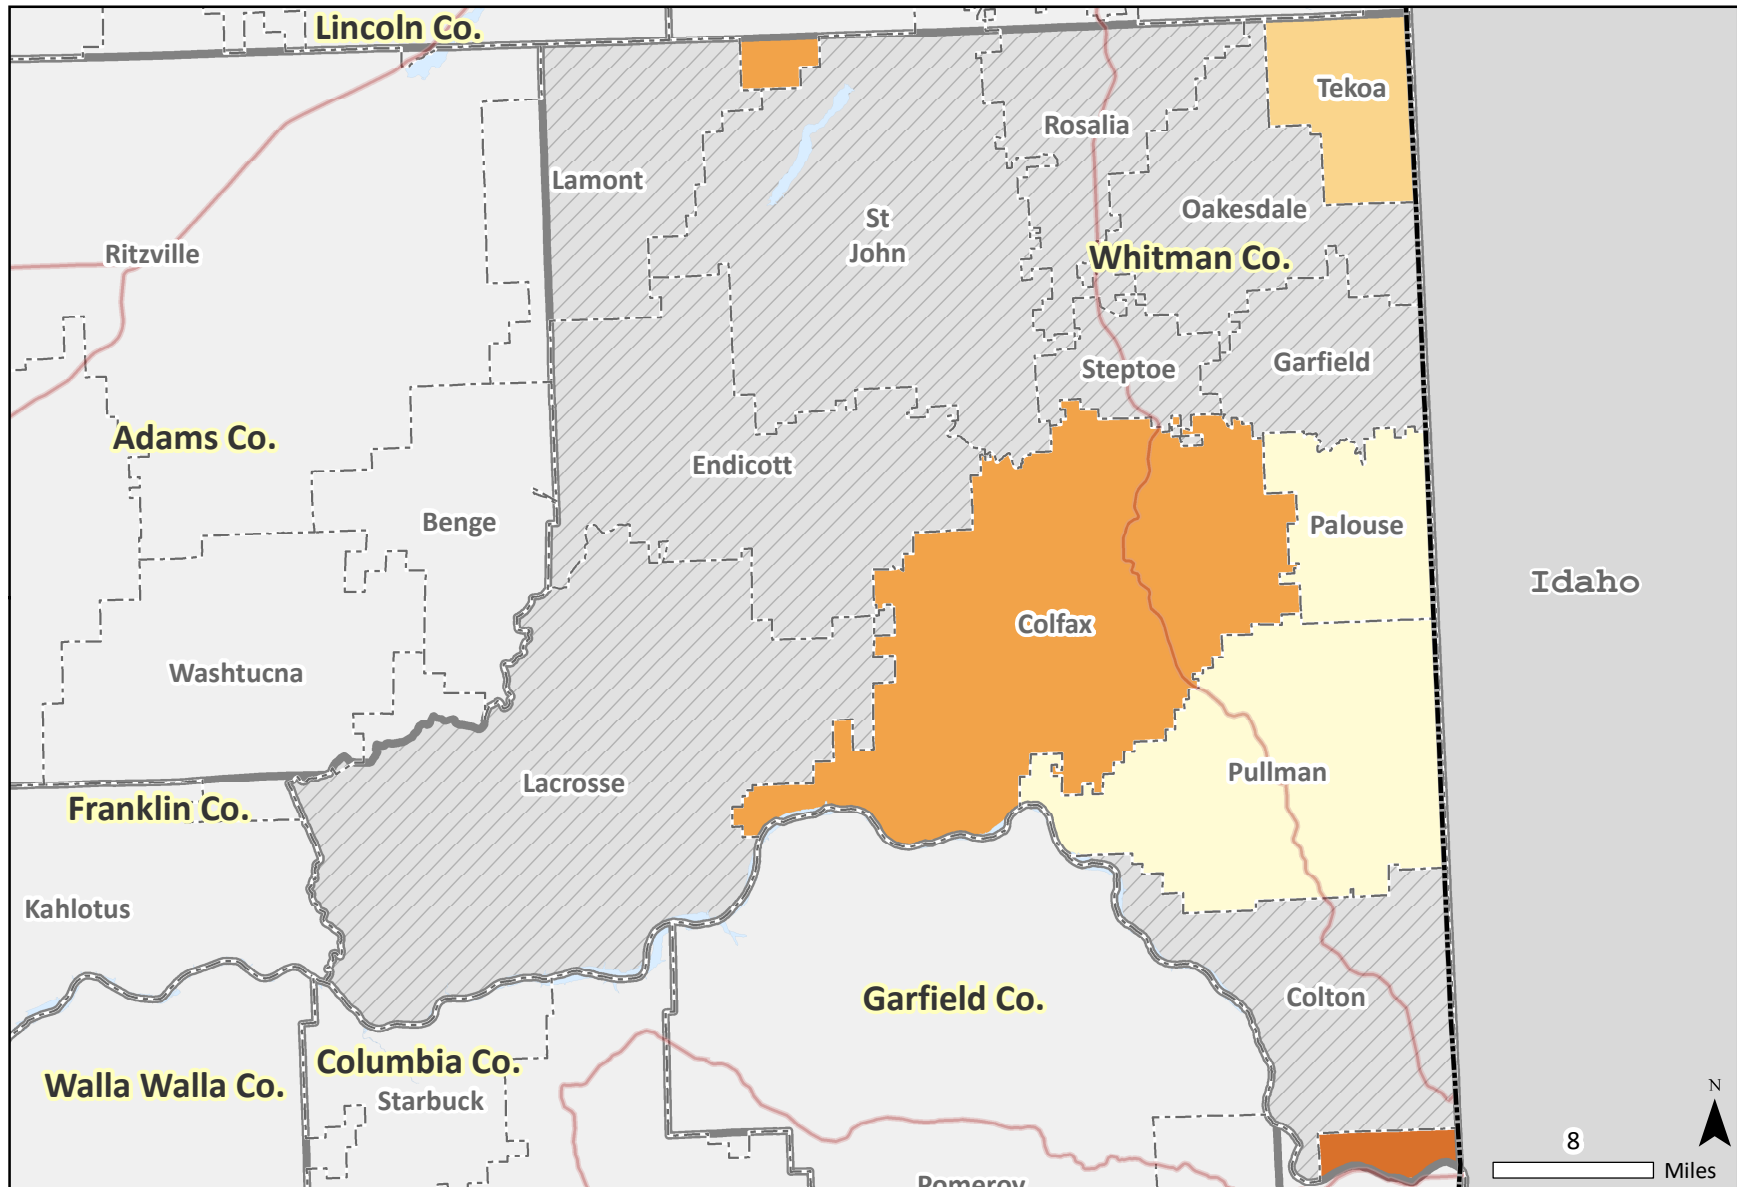 Lincoln Co.
Tekoa
Rosalia
Lamont
Oakesdale
St
John
Ritzville
Whitman Co.
Steptoe
Garfield
Adams Co.
Endicott
Benge
Palouse
Idaho
Colfax
Washtucna
Pullman
Lacrosse
Franklin Co.
Kahlotus
Garfield Co.
Colton
Columbia Co.
Walla Walla Co.
Starbuck
N
8
Miles
Pomeroy